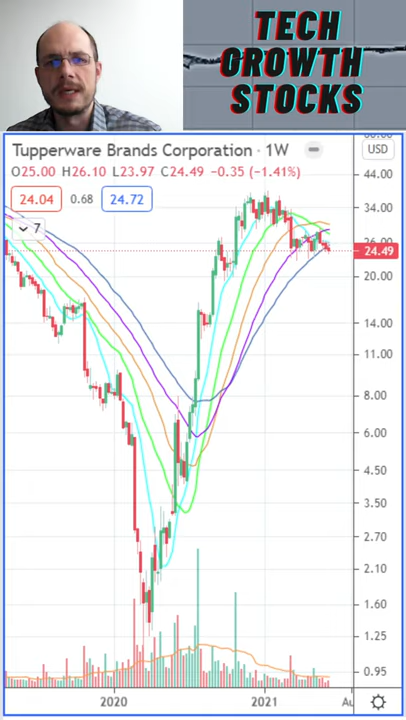 TECH
GROWTH
STOCKS
Tupperware Brands Corporation · 1W
USD
O25.00 H26.10 L23.97 C24.49 −0.35 (−1.41%)
24.04 0.68 24.72
7
44.00
34.00
26.00
24.49
20.00
14.00
11.00
8.00
6.00
4.50
3.50
2.70
2.10
1.60
1.25
0.95
2020 2021